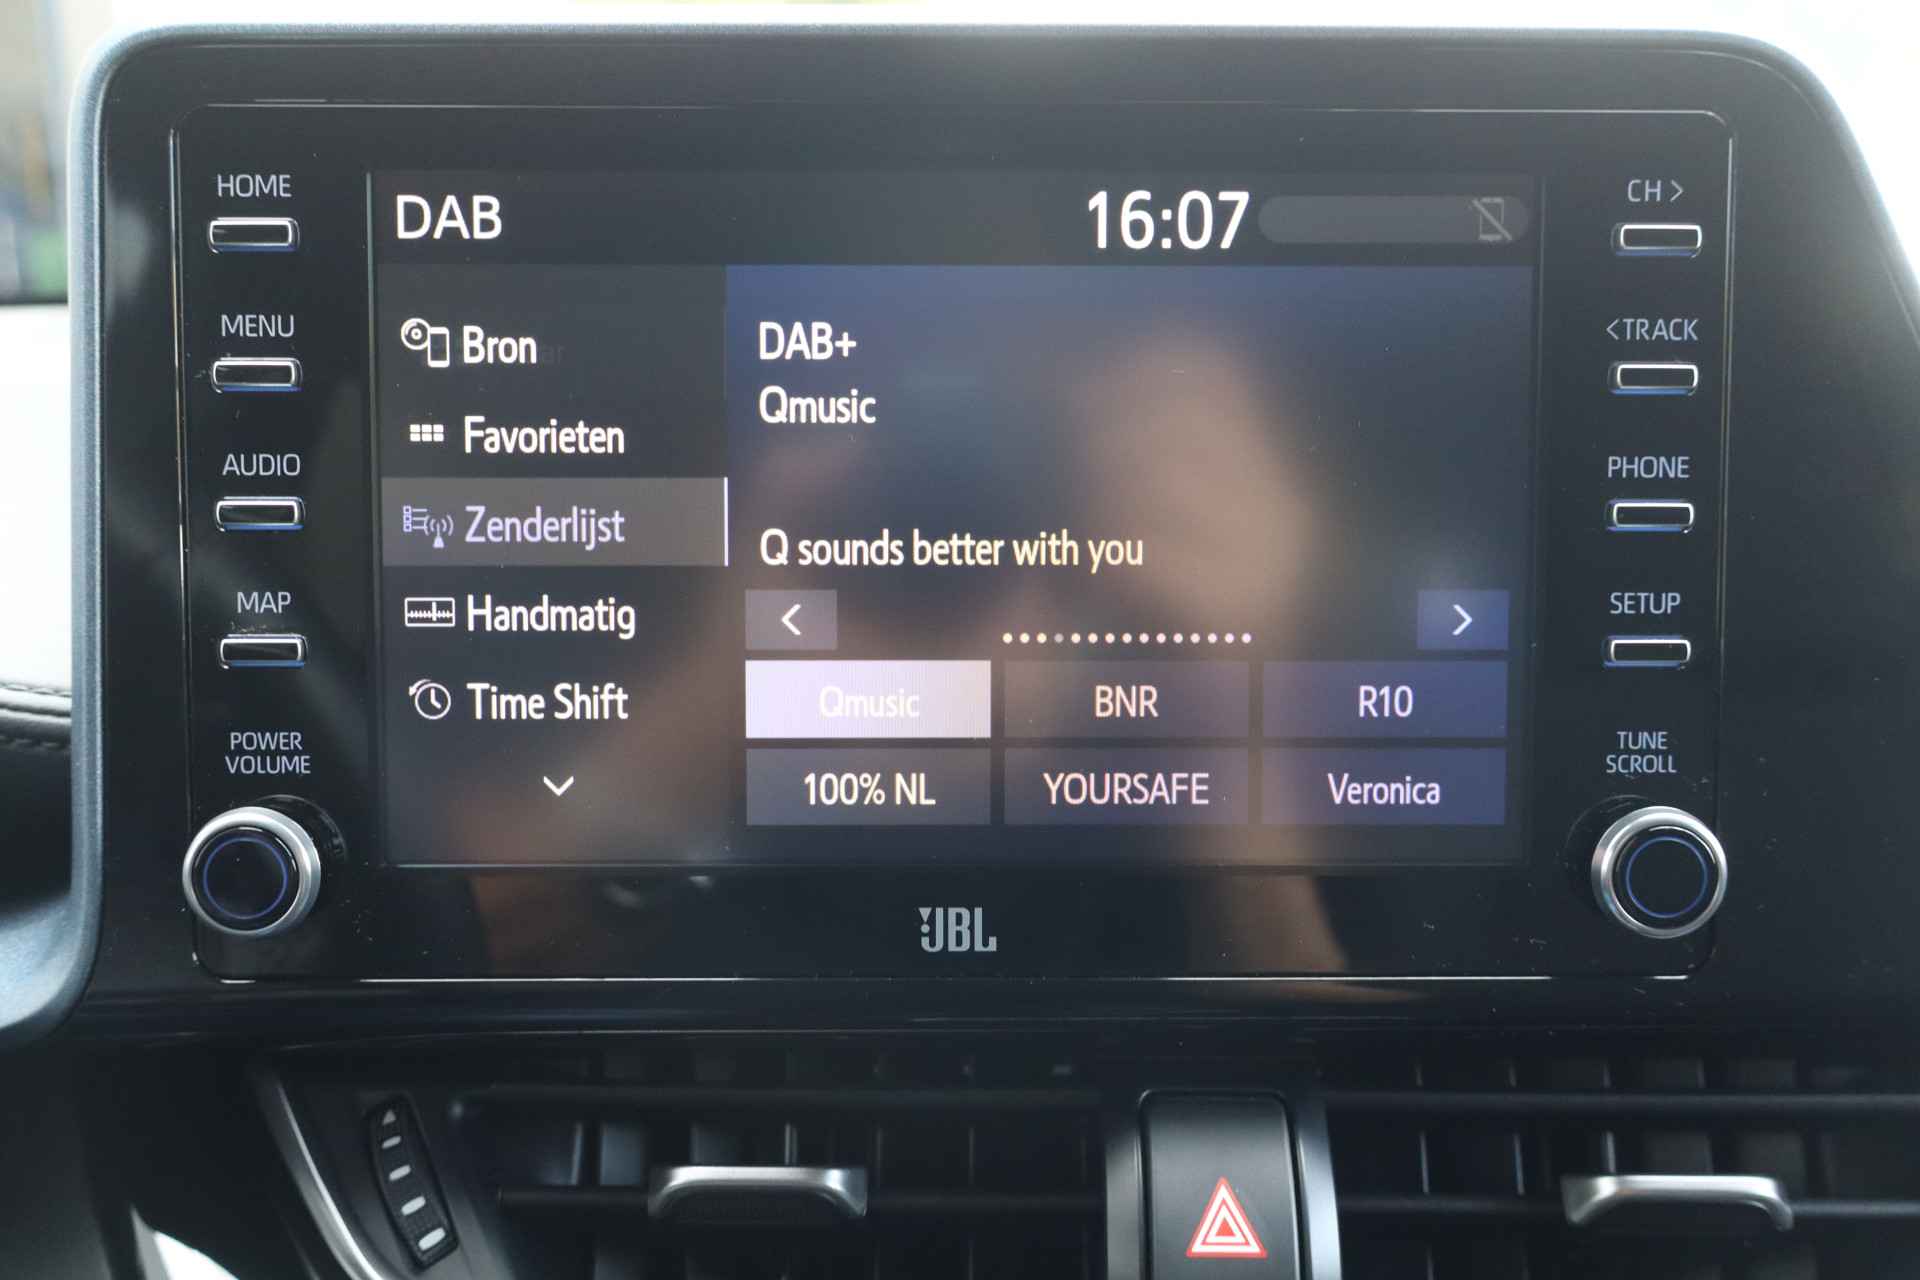 HOME
MENU
AUDIO
MAP
POWER
VOLUME
DAB
16:07
Bron
Favorieten
Zenderlijst
Handmatig
Time Shift
DAB+
Qmusic
Q sounds better with you
<
>
Qmusic
BNR
R10
100% NL
YOURSAFE
Veronica
CH >
<TRACK
PHONE
SETUP
TUNE
SCROLL
JBL